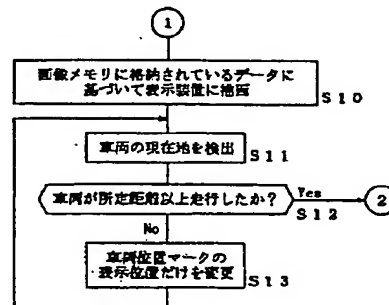 1
画像メモリに格納されているデータに
基づいて表示装置に描画
S10
車両の現在地を検出
S11
車両が所定距離以上走行したか?
Yes
S12
2
No
車両位置マークの
表示位置だけを変更
S13